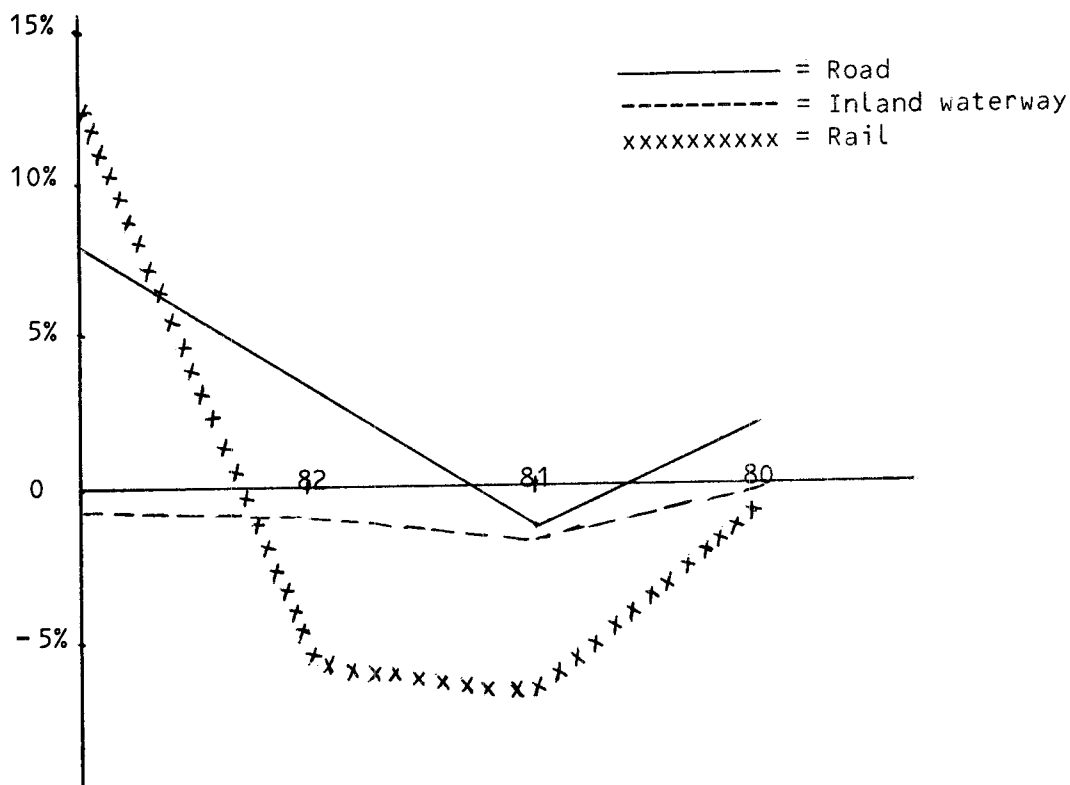 15%
= Road
= Inland waterway
xxxxxxxxxx = Rail
10%
5%
82 81 80
0
- 5%